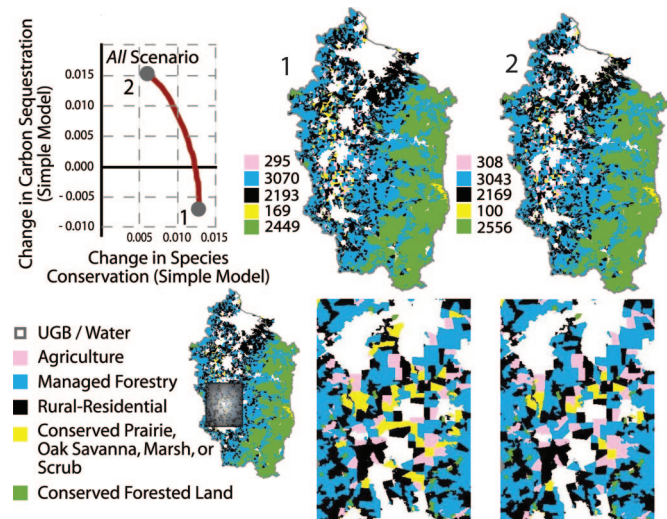 All Scenario
2
1
0.015
0.010
0.005
0.000
-0.005
-0.010
0.005 0.010 0.015
Change in Carbon Sequestration
(Simple Model)
Change in Species
Conservation (Simple Model)
1
295
3070
2193
169
2449
2
308
3043
2169
100
2556
UGB / Water
Agriculture
Managed Forestry
Rural-Residential
Conserved Prairie,
Oak Savanna, Marsh, or
Scrub
Conserved Forested Land